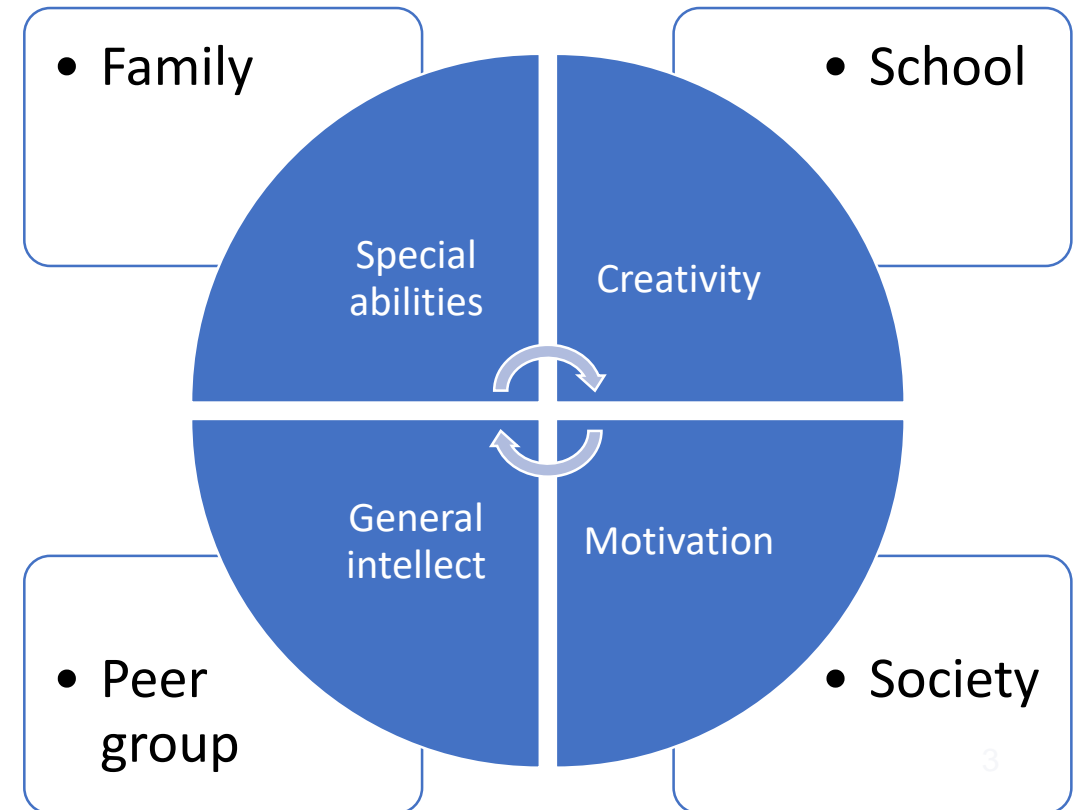 • Family
• School
Special
abilities
Creativity
General
intellect
Motivation
• Peer
group
• Society
3